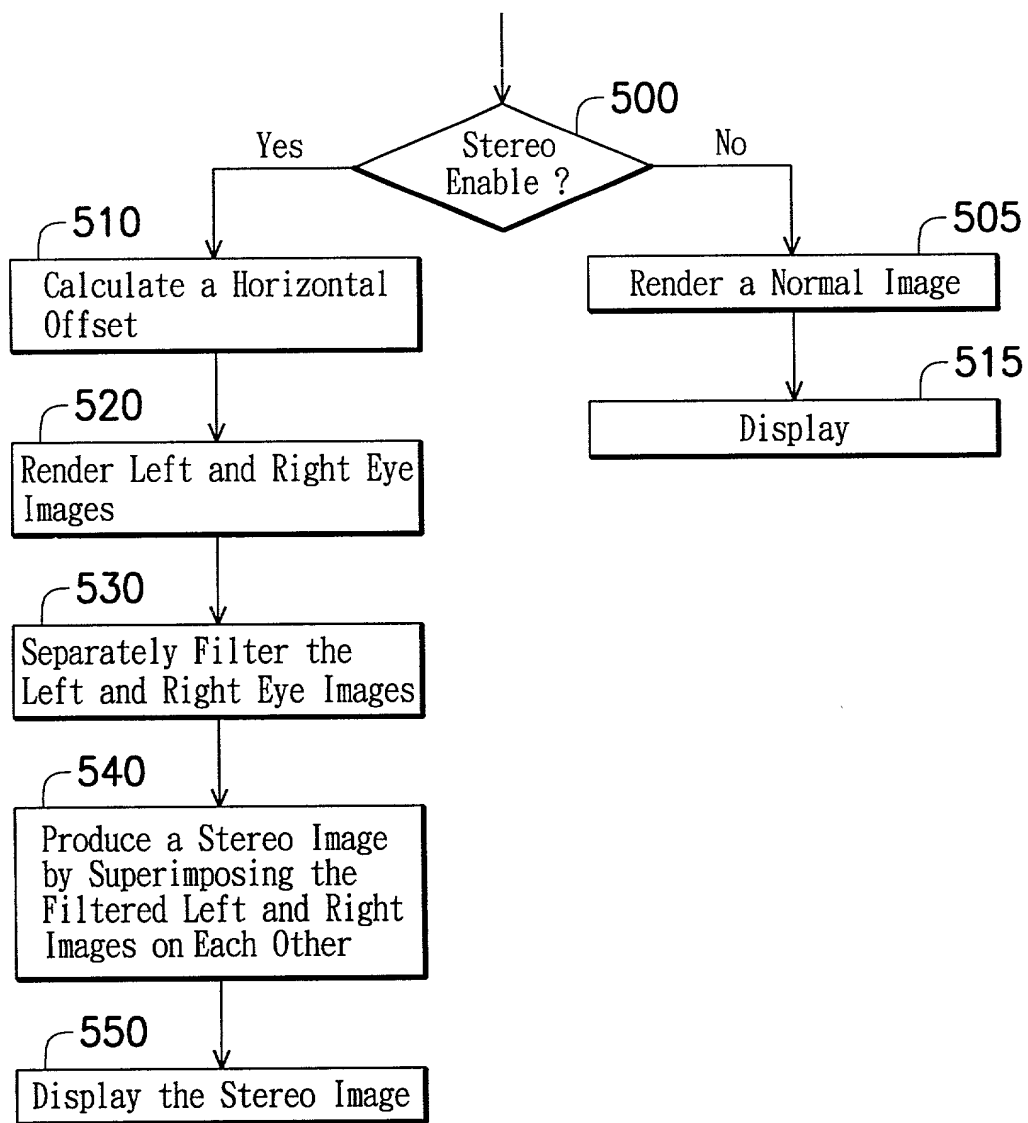 500
Stereo
Enable ?
Yes
No
510
Calculate a Horizontal
Offset
505
Render a Normal Image
520
Render Left and Right Eye
Images
515
Display
530
Separately Filter the
Left and Right Eye Images
540
Produce a Stereo Image
by Superimposing the
Filtered Left and Right
Images on Each Other
550
Display the Stereo Image